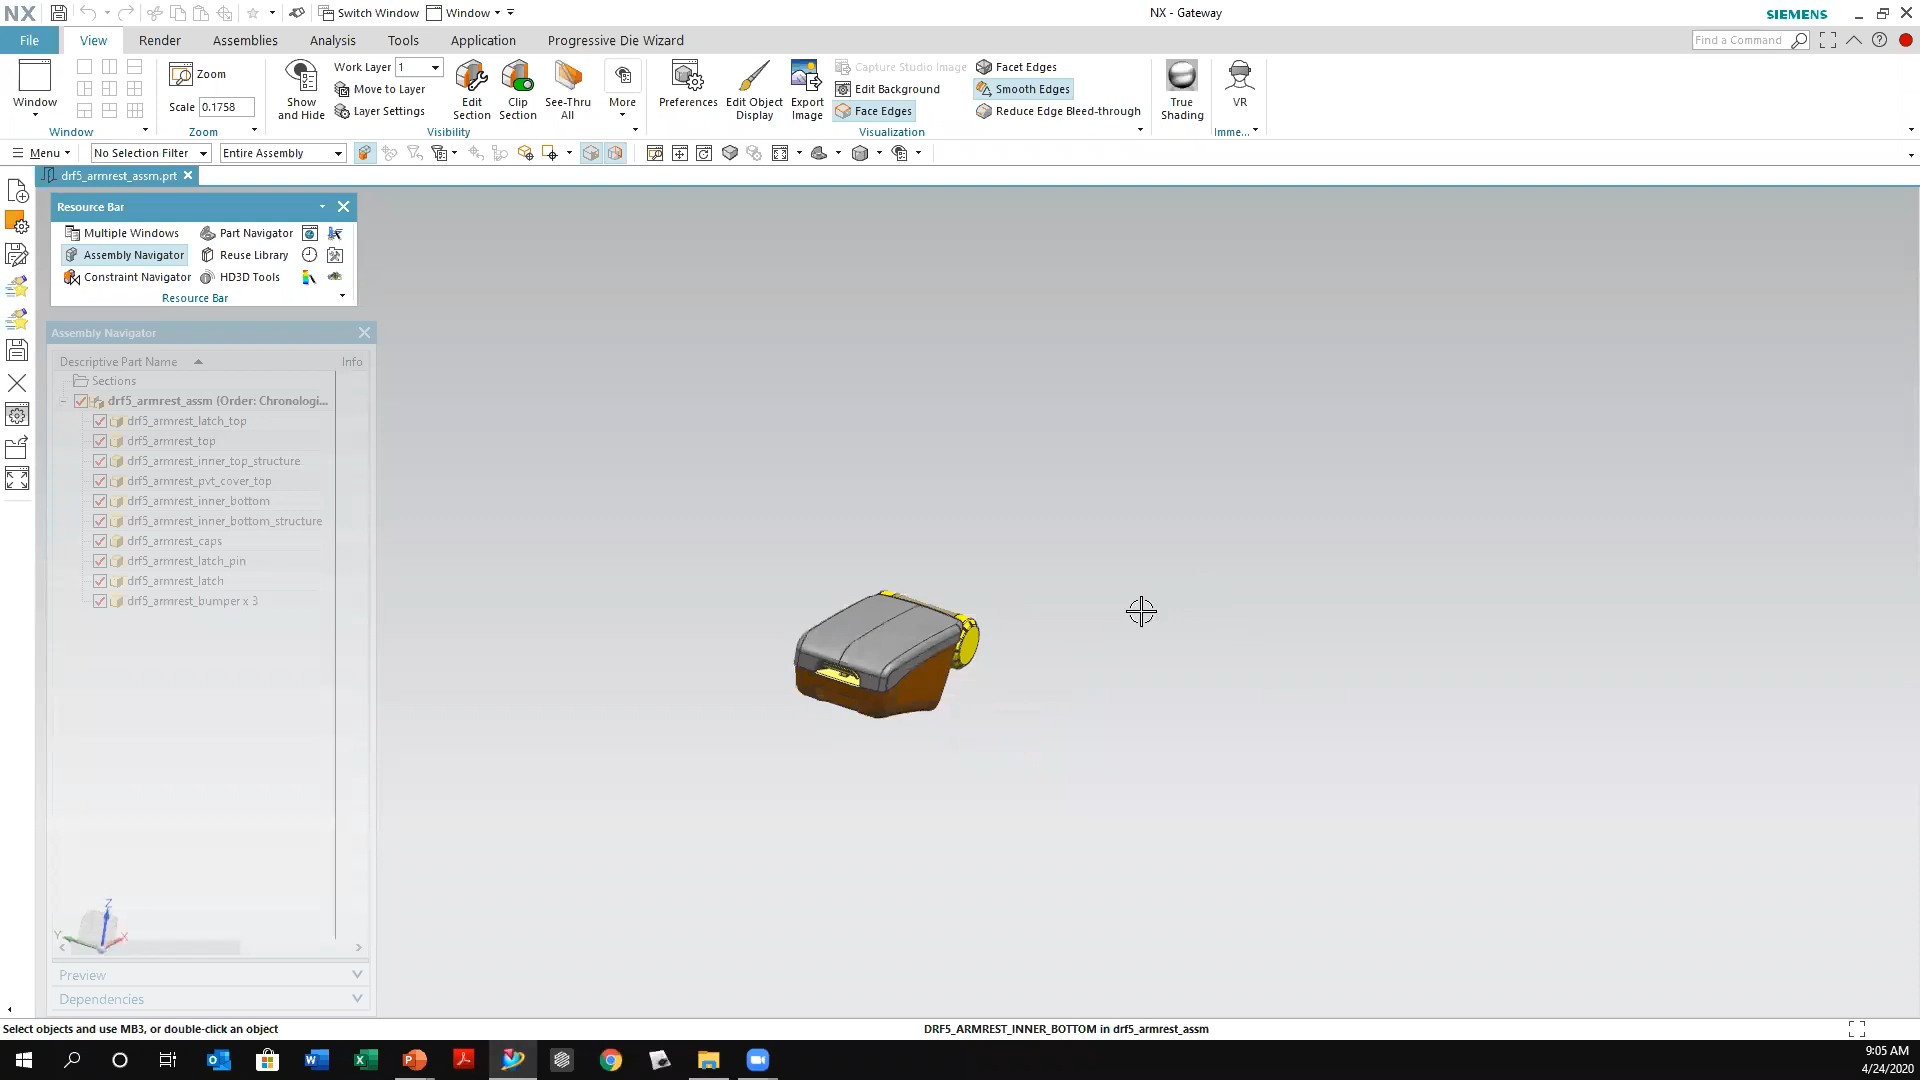 NX Switch Window Window NX - Gateway SIEMENS
File View Render Assemblies Analysis Tools Application Progressive Die Wizard Find a Command
Window
Window
Zoom
Scale 0.1758
Zoom
Show and Hide
Work Layer 1
Move to Layer
Layer Settings
Edit Section
Clip Section
See-Thru All
More
Visibility
Preferences
Edit Object Display
Export Image
Capture Studio Image
Edit Background
Face Edges
Facet Edges
Smooth Edges
Reduce Edge Bleed-through
Visualization
True Shading
VR
Imme...
Menu No Selection Filter Entire Assembly
drf5_armrest_assm.prt
Resource Bar
Multiple Windows Part Navigator
Assembly Navigator Reuse Library
Constraint Navigator HD3D Tools
Resource Bar
Assembly Navigator
Descriptive Part Name Info
Sections
drf5_armrest_assm (Order: Chronologi...
drf5_armrest_latch_top
drf5_armrest_top
drf5_armrest_inner_top_structure
drf5_armrest_pvt_cover_top
drf5_armrest_inner_bottom
drf5_armrest_inner_bottom_structure
drf5_armrest_caps
drf5_armrest_latch_pin
drf5_armrest_latch
drf5_armrest_bumper x 3
Z
Y X
Preview
Dependencies
Select objects and use MB3, or double-click an object DRF5_ARMREST_INNER_BOTTOM in drf5_armrest_assm
9:05 AM
4/24/2020